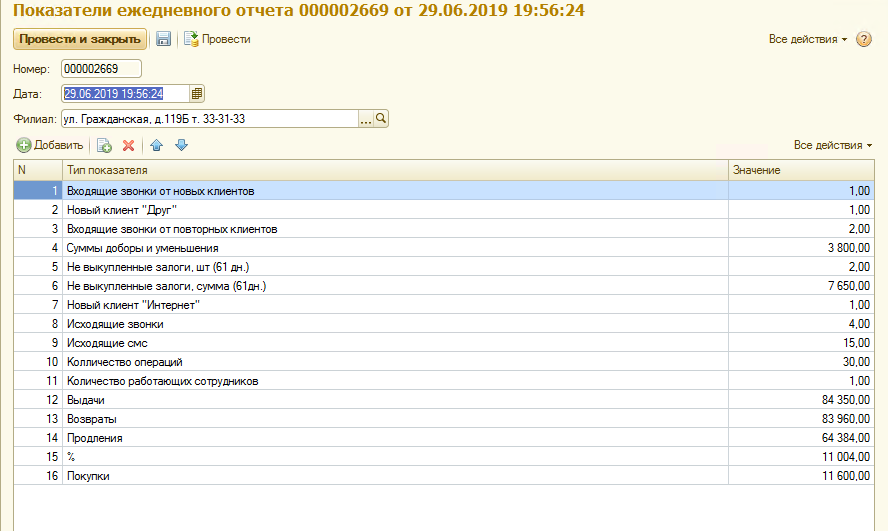 Показатели ежедневного отчета 000002669 от 29.06.2019 19:56:24
Провести и закрыть Провести Все действия
Номер: 000002669
Дата: 29.06.2019 19:56:24
Филиал: ул. Гражданская, д.119Б т. 33-31-33 ...
Добавить Все действия
N Тип показателя Значение
1 Входящие звонки от новых клиентов 1,00
2 Новый клиент "Друг" 1,00
3 Входящие звонки от повторных клиентов 2,00
4 Суммы доборы и уменьшения 3 800,00
5 Не выкупленные залоги, шт (61 дн.) 2,00
6 Не выкупленные залоги, сумма (61дн.) 7 650,00
7 Новый клиент "Интернет" 1,00
8 Исходящие звонки 4,00
9 Исходящие смс 15,00
10 Колличество операций 30,00
11 Количество работающих сотрудников 1,00
12 Выдачи 84 350,00
13 Возвраты 83 960,00
14 Продления 64 384,00
15 % 11 004,00
16 Покупки 11 600,00